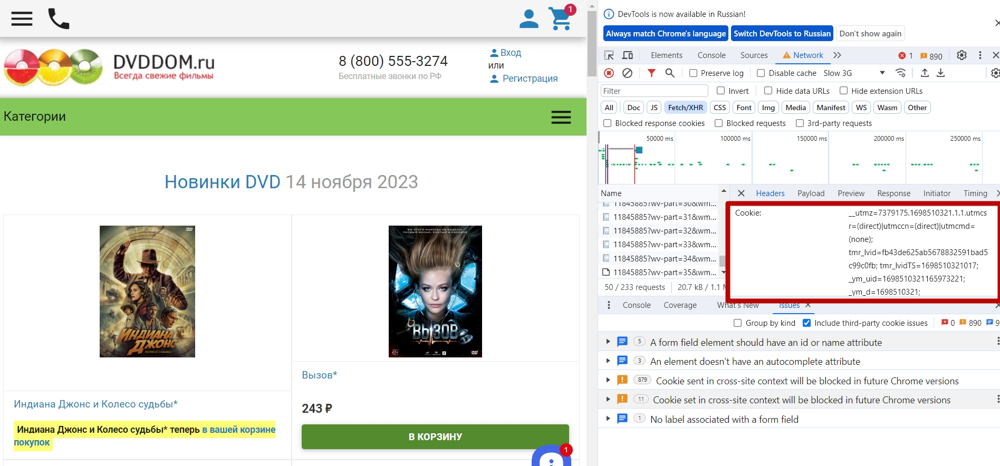 1
DVDDOM.ru
Всегда свежие фильмы
8 (800) 555-3274
Бесплатные звонки по РФ
Вход
или
Регистрация
Категории
Новинки DVD 14 ноября 2023
ВЫ ЭТОГО НИКОГДА НЕ ВИДЕЛИ!
ПЕРВЫЙ ФИЛЬМ, СНЯТЫЙ В КОСМОСЕ
ИНДИАНА
ДЖОНС
КОЛЕСО СУДЬБЫ
ВЫЗОВ
Вызов*
243 ₽
В КОРЗИНУ
Индиана Джонс и Колесо судьбы*
Индиана Джонс и Колесо судьбы* теперь в вашей корзине
покупок
1
DevTools is now available in Russian!
Always match Chrome's language
Switch DevTools to Russian
Don't show again
Elements Console Sources Network 1 890
Preserve log Disable cache Slow 3G
Filter Invert Hide data URLs Hide extension URLs
All Doc JS Fetch/XHR CSS Font Img Media Manifest WS Wasm Other
Blocked response cookies Blocked requests 3rd-party requests
50000 ms 100000 ms 150000 ms 200000 ms 250000 ms
Name
11845885?wv-part=30&wm...
11845885?wv-part=31&wm...
11845885?wv-part=32&wm...
11845885?wv-part=33&wm...
11845885?wv-part=34&wm...
11845885?wv-part=35&wm...
50 / 233 requests 20.7 kB / 1.1
Headers Payload Preview Response Initiator Timing
Cookie:
__utmz=7379175.1698510321.1.1.utmcs
r=(direct)|utmccn=(direct)|utmcmd=
(none);
tmr_lvid=fb43de625ab5678832591bad5
c99c0fb; tmr_lvidTS=1698510321017;
_ym_uid=1698510321165973221;
_ym_d=1698510321;
Console Coverage What's New Issues
Group by kind Include third-party cookie issues 0 890 9
5 A form field element should have an id or name attribute
3 An element doesn't have an autocomplete attribute
879 Cookie sent in cross-site context will be blocked in future Chrome versions
11 Cookie set in cross-site context will be blocked in future Chrome versions
1 No label associated with a form field